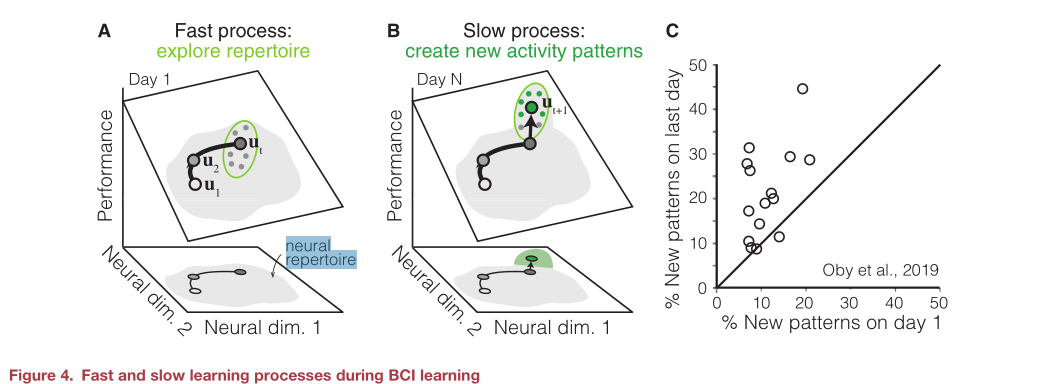 A
Fast process:
explore repertoire
Day 1
Performance
u2
ut
u1
neural
repertoire
Neural dim. 2
Neural dim. 1
B
Slow process:
create new activity patterns
Day N
ut+1
Performance
u2
u1
Neural dim. 2
Neural dim. 1
C
% New patterns on last day
50
40
30
20
10
0
Oby et al., 2019
0 10 20 30 40 50
% New patterns on day 1
Figure 4. Fast and slow learning processes during BCI learning